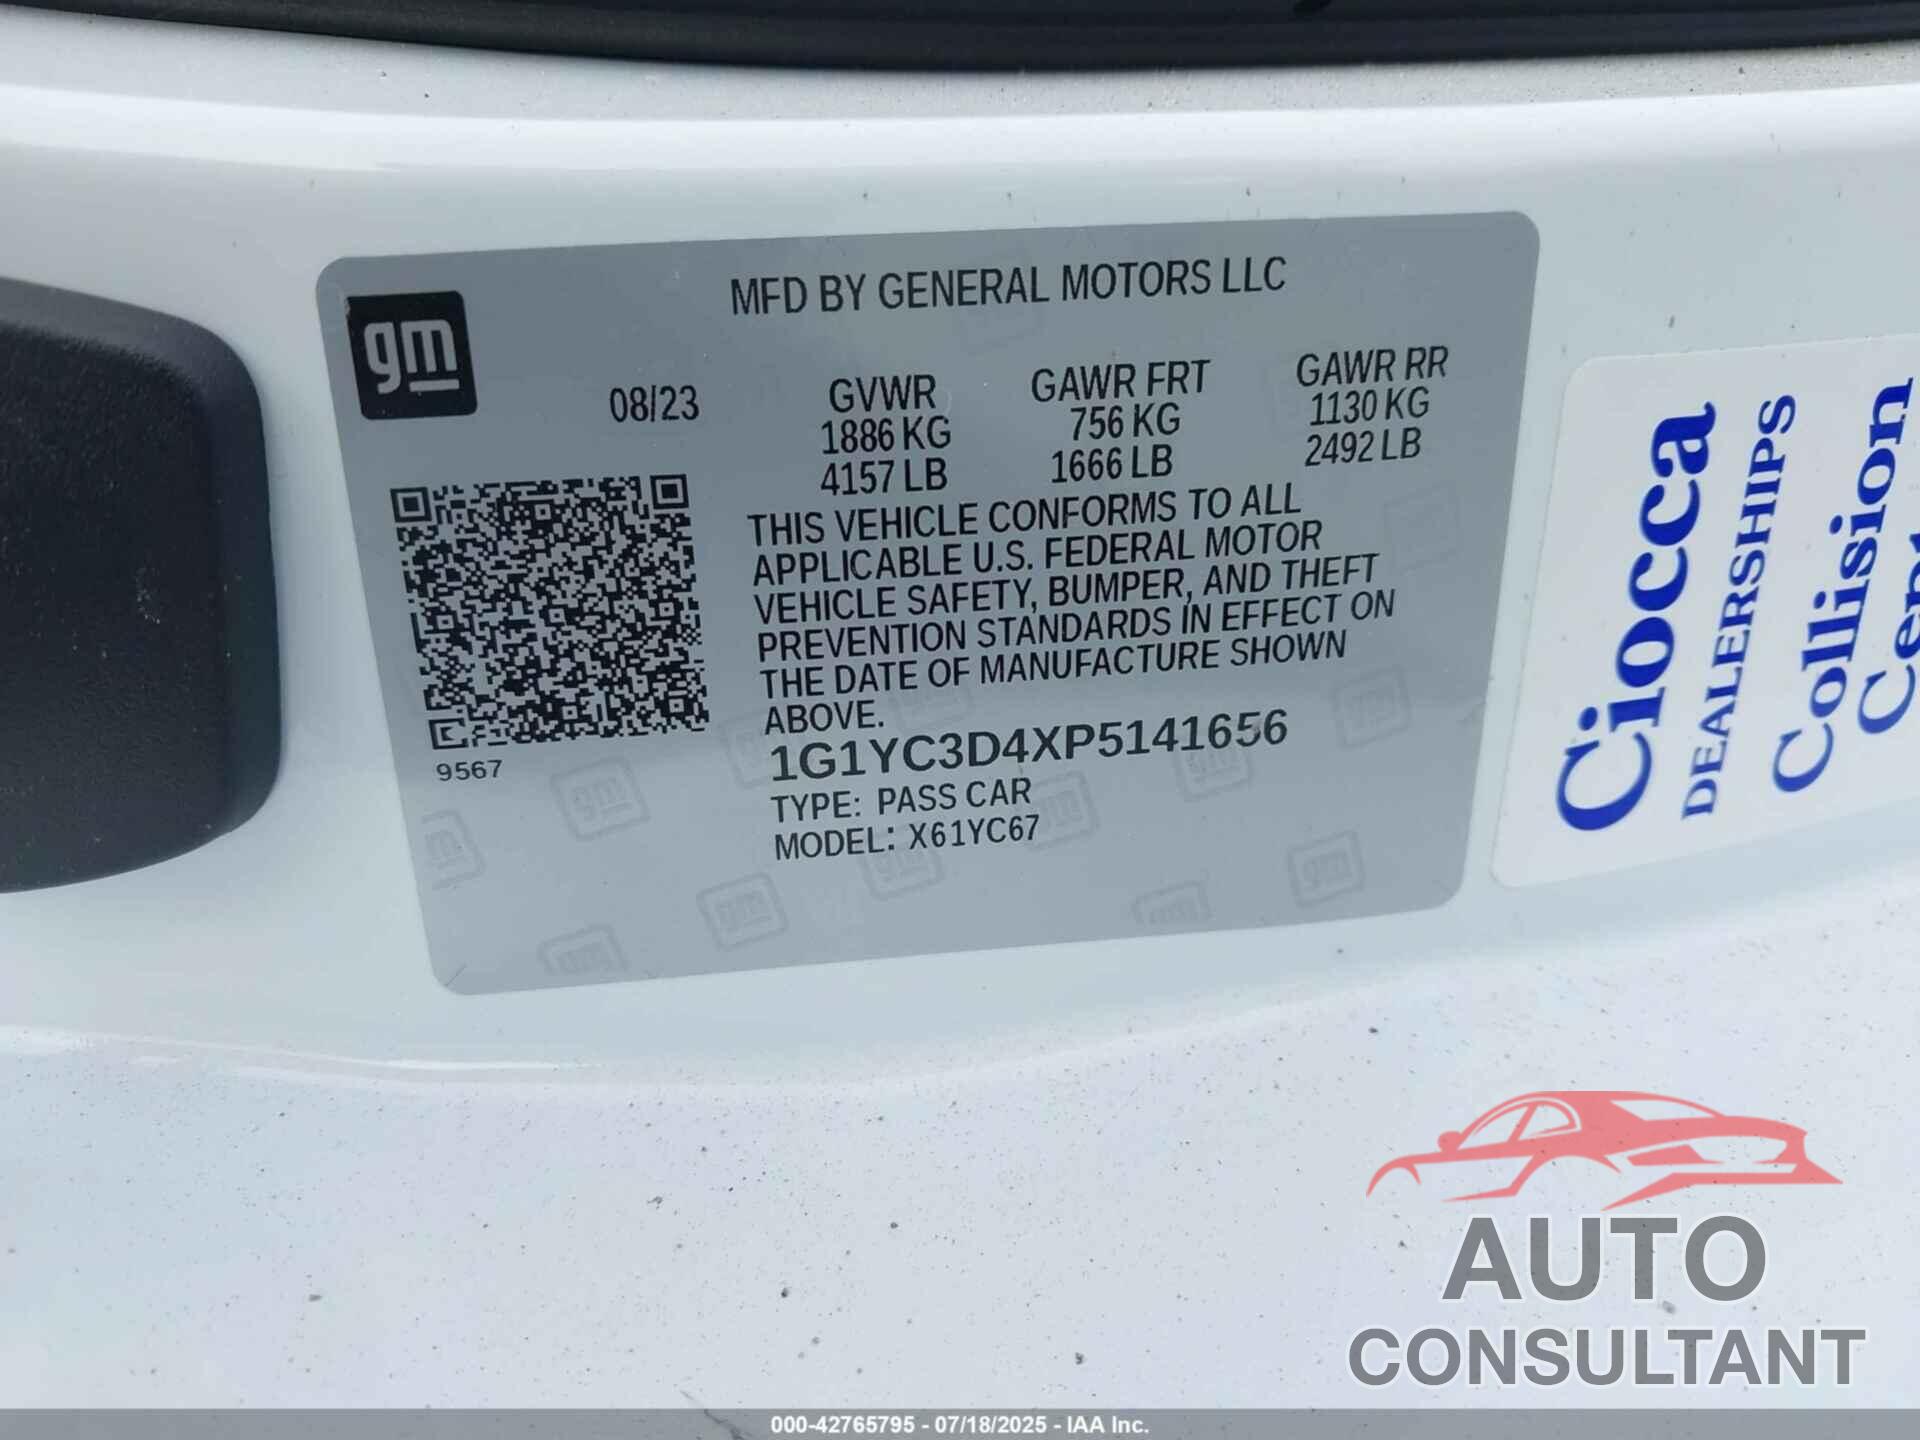 MFD BY GENERAL MOTORS LLC
gm
08/23
GVWR
1886 KG
4157 LB
GAWR FRT
756 KG
1666 LB
GAWR RR
1130 KG
2492 LB
THIS VEHICLE CONFORMS TO ALL
APPLICABLE U.S. FEDERAL MOTOR
VEHICLE SAFETY, BUMPER, AND THEFT
PREVENTION STANDARDS IN EFFECT ON
THE DATE OF MANUFACTURE SHOWN
ABOVE.
9567
1G1YC3D4XP5141656
TYPE: PASS CAR
MODEL: X61YC67
Ciocca
DEALERSHIPS
Collision
AUTO
CONSULTANT
000-42765795 - 07/18/2025 - IAA Inc.